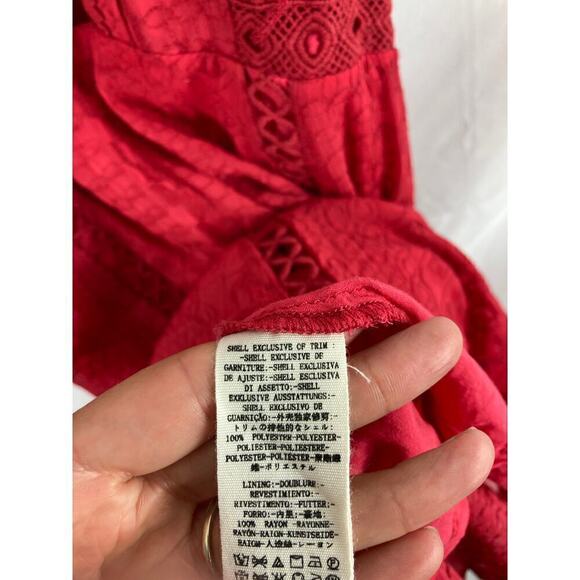 SHELL EXCLUSIVE OF TRIM :
-SHELL EXCLUSIVE DE
GARNITURE:-SHELL EXCLUSIVA
DE AJUSTE:-SHELL ESCLUSIVA
DI ASSETTO:-SHELL
EXKLUSIVE AUSSTATTUNGS:-
SHELL EXCLUSIVO DE
GUARNIÇÃO:-外壳独家修剪:-
トリムの排他的なシェル:
100% POLYESTER-POLYESTER-
POLIESTER-POLIESTERE-
POLYESTER-POLIESTER-聚酯纖
維-ポリエステル
LINING:-DOUBLURE:-
REVESTIMIENTO:-
RIVESTIMENTO:-FUTTER:-
FORRO:-内里:-裏地:
100% RAYON -RAYONNE-
RAYÓN-RAION-KUNSTSEIDE-
RAION-人造絲-レーヨン